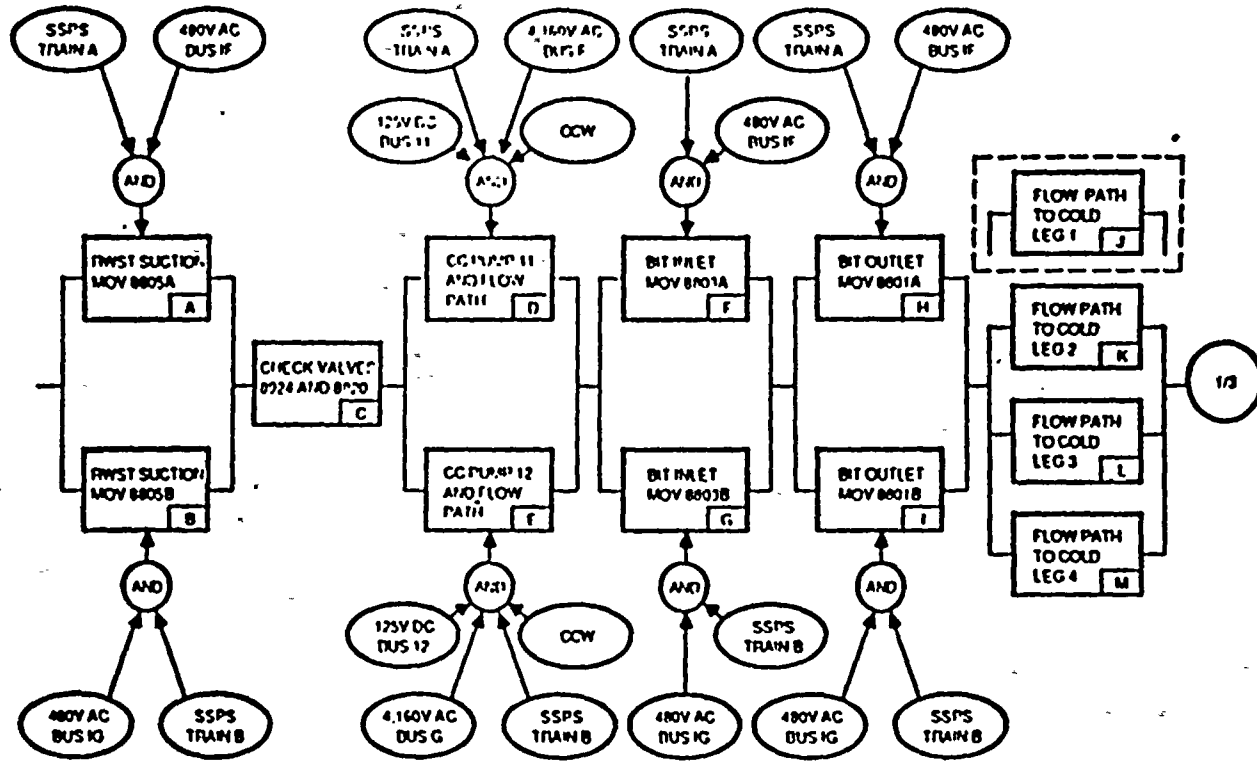 SSPS
TRAIN A
480V AC
BUS IF
SSPS
TRAIN A
4,160V AC
BUS F
SSPS
TRAIN A
SSPS
TRAIN A
480V AC
BUS IF
125V DC
BUS 11
CCW
480V AC
BUS IF
AND
AND
AND
AND
RWST SUCTION
MOV 8805A
A
CC PUMP 11
AND FLOW
PATH
D
BIT INLET
MOV 8803A
F
BIT OUTLET
MOV 8801A
H
FLOW PATH
TO COLD
LEG 1
J
FLOW PATH
TO COLD
LEG 2
K
CHECK VALVES
8924 AND
C
1/3
FLOW PATH
TO COLD
LEG 3
L
RWST SUCTION
MOV 8805B
B
CC PUMP 12
AND FLOW
PATH
E
BIT INLET
MOV 8803B
G
BIT OUTLET
MOV 8801B
I
FLOW PATH
TO COLD
LEG 4
M
AND
AND
AND
AND
125V DC
BUS 12
CCW
SSPS
TRAIN B
480V AC
BUS IG
SSPS
TRAIN B
4,160V AC
BUS G
SSPS
TRAIN B
480V AC
BUS IG
480V AC
BUS IG
SSPS
TRAIN B